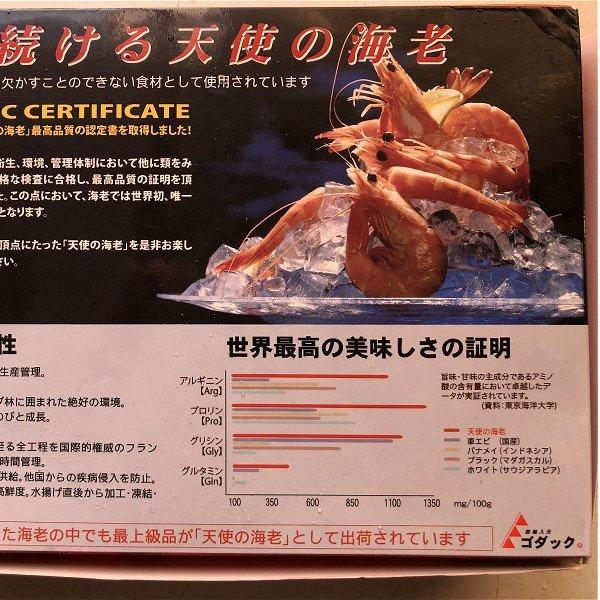 続ける天使の海老
欠かすことのできない食材として使用されています
C CERTIFICATE
の海老」最高品質の認定書を取得しました!
衛生、環境、管理体制において他に類をみ
格な検査に合格し、最高品質の証明を頂
た。この点において、海老では世界初、唯一
となります。
頂点にたった「天使の海老」を是非お楽し
さい。
性
生産管理。
ブ林に囲まれた絶好の環境。
のびと成長。
至る全工程を国際的権威のフラン
時間管理。
供給。他国からの疾病侵入を防止。
高鮮度。水揚げ直後から加工・凍結・
世界最高の美味しさの証明
アルギニン
【Arg】
プロリン
【Pro】
グリシン
【Gly】
グルタミン
【Gln】
100 350 600 850 1100 1350 mg/100g
旨味・甘味の主成分であるアミノ
酸の含有量において卓越したデ
ータが実証されています。
(資料:東京海洋大学)
天使の海老
車エビ (国産)
バナメイ(インドネシア)
ブラック(マダガスカル)
ホワイト(サウジアラビア)
た海老の中でも最上級品が「天使の海老」として出荷されています
総輸入元
ゴダック。